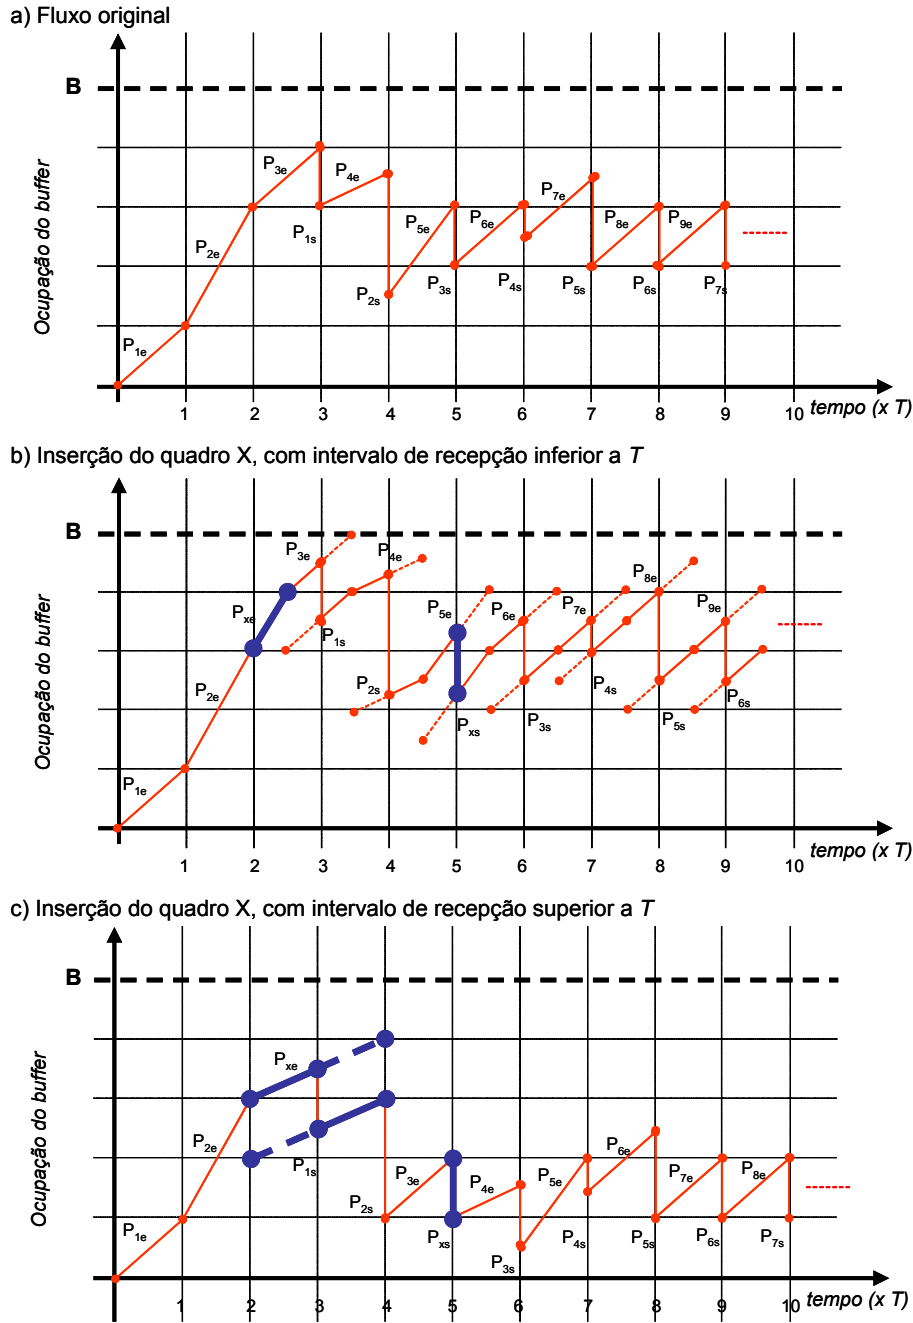 a) Fluxo original
B
Ocupação do buffer
P1e
P2e
P3e
P1s
P4e
P2s
P5e
P3s
P6e
P4s
P7e
P5s
P8e
P6s
P9e
P7s
1 2 3 4 5 6 7 8 9 10
tempo (x T)
b) Inserção do quadro X, com intervalo de recepção inferior a T
B
Ocupação do buffer
P1e
P2e
Pxe
P3e
P1s
P4e
P2s
P5e
Pxs
P6e
P3s
P7e
P4s
P8e
P5s
P9e
P6s
1 2 3 4 5 6 7 8 9 10
tempo (x T)
c) Inserção do quadro X, com intervalo de recepção superior a T
B
Ocupação do buffer
P1e
P2e
Pxe
P1s
P2s
P3e
Pxs
P4e
P3s
P5e
P4s
P6e
P5s
P7e
P6s
P8e
P7s
1 2 3 4 5 6 7 8 9 10
tempo (x T)